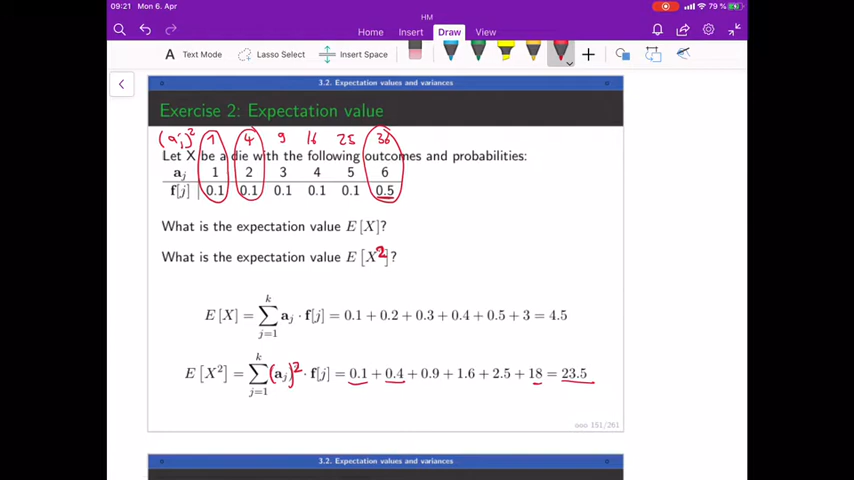 09:21 Mon 6. Apr
79 %
HM
Home Insert Draw View
Text Mode Lasso Select Insert Space
3.2. Expectation values and variances
Exercise 2: Expectation value
(aj)² 1 4 9 16 25 36
Let X be a die with the following outcomes and probabilities:
aj 1 2 3 4 5 6
f[j] 0.1 0.1 0.1 0.1 0.1 0.5
What is the expectation value E [X]?
What is the expectation value E [X²]?
E [X] = ∑ᵏⱼ₌₁ aj · f[j] = 0.1 + 0.2 + 0.3 + 0.4 + 0.5 + 3 = 4.5
E [X²] = ∑ᵏⱼ₌₁ (aj)² · f[j] = 0.1 + 0.4 + 0.9 + 1.6 + 2.5 + 18 = 23.5
ooo 151/261
3.2. Expectation values and variances